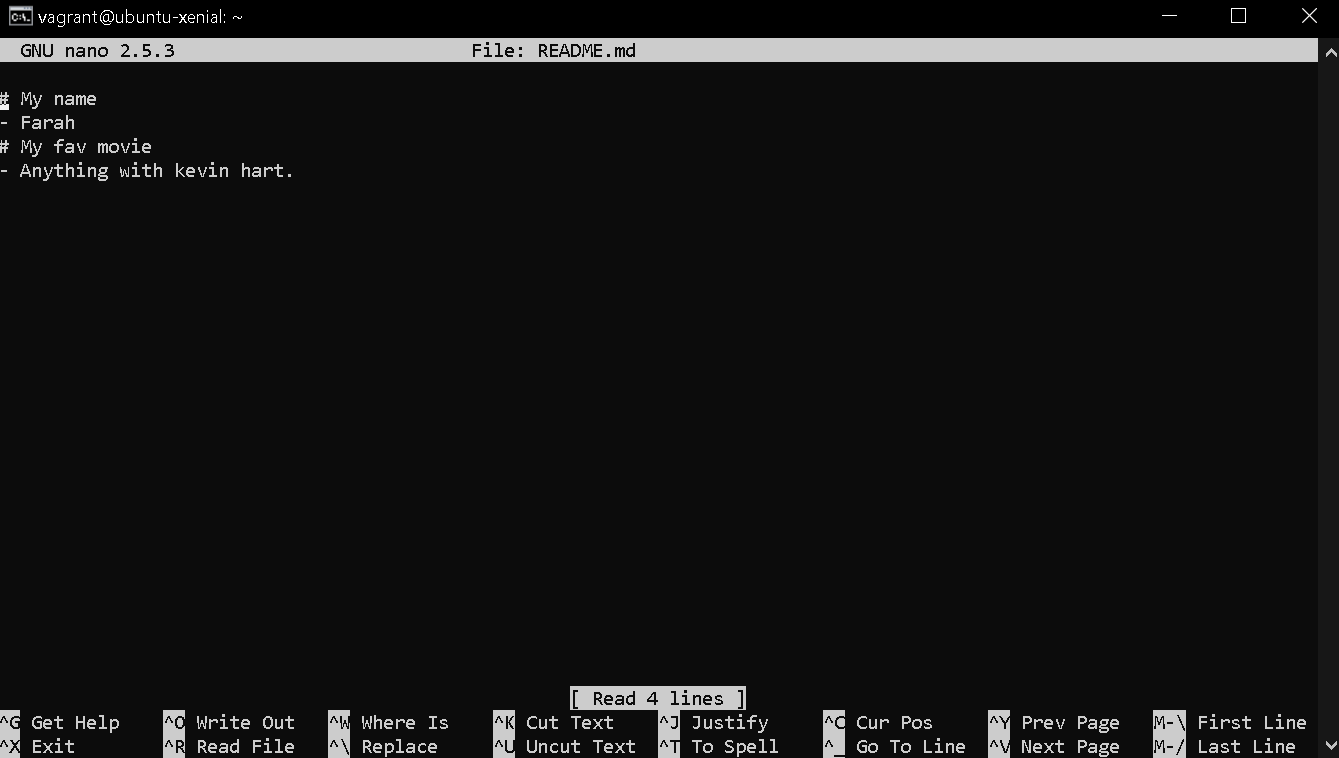 vagrant@ubuntu-xenial: ~
GNU nano 2.5.3 File: README.md
# My name
- Farah
# My fav movie
- Anything with kevin hart.
[ Read 4 lines ]
^G Get Help ^O Write Out ^W Where Is ^K Cut Text ^J Justify ^C Cur Pos ^Y Prev Page M-\ First Line
^X Exit ^R Read File ^\ Replace ^U Uncut Text ^T To Spell ^_ Go To Line ^V Next Page M-/ Last Line